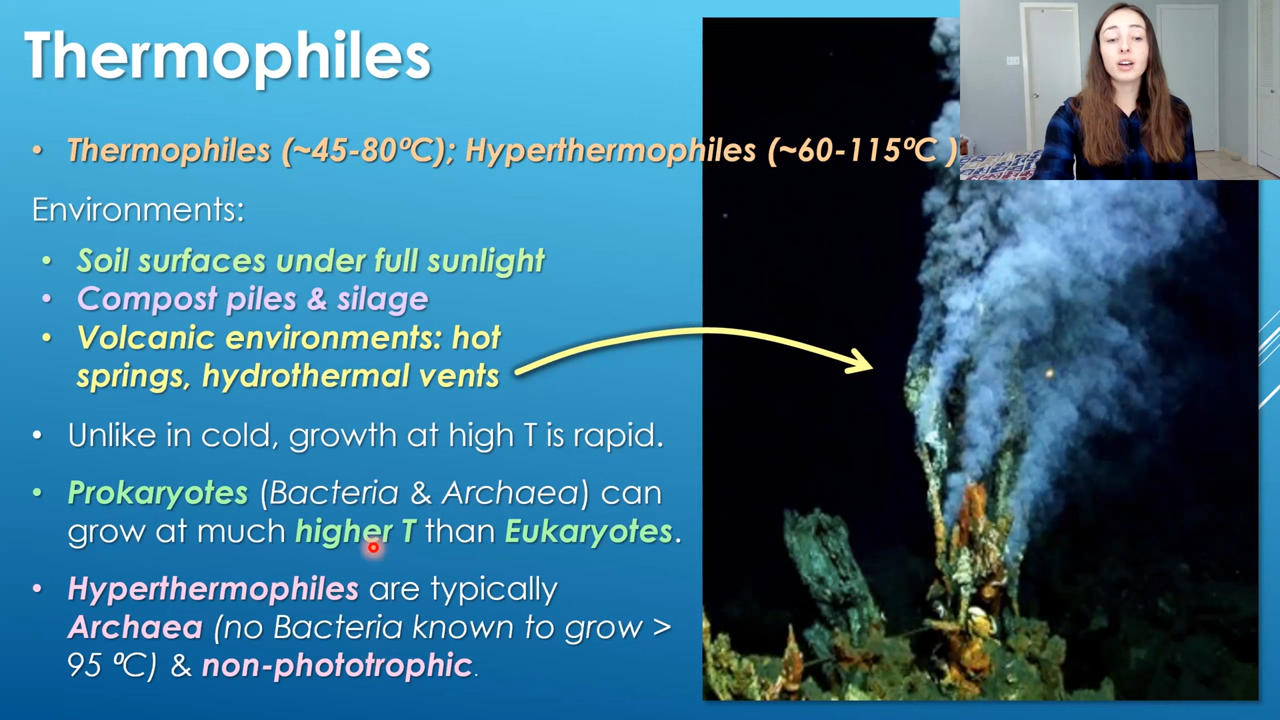 Thermophiles
• Thermophiles (~45-80ºC); Hyperthermophiles (~60-115ºC )
Environments:
• Soil surfaces under full sunlight
• Compost piles & silage
• Volcanic environments: hot
springs, hydrothermal vents
• Unlike in cold, growth at high T is rapid.
• Prokaryotes (Bacteria & Archaea) can
grow at much higher T than Eukaryotes.
• Hyperthermophiles are typically
Archaea (no Bacteria known to grow >
95 ºC) & non-phototrophic.